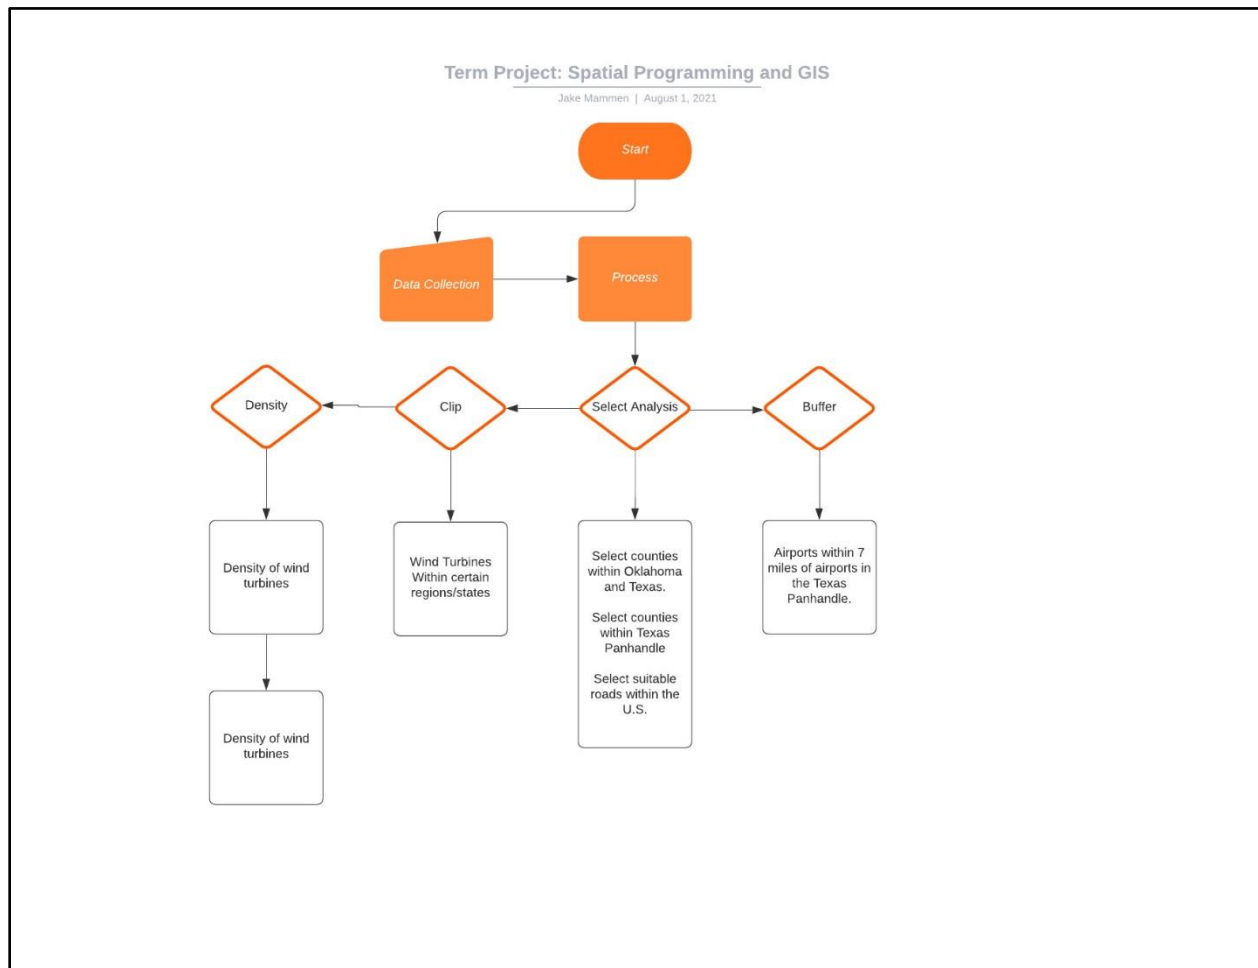 Term Project: Spatial Programming and GIS
Jake Mammen | August 1, 2021
Start
Data Collection
Process
Density
Clip
Select Analysis
Buffer
Density of wind
turbines
Wind Turbines
Within certain
regions/states
Select counties
within Oklahoma
and Texas.
Select counties
within Texas
Panhandle
Select suitable
roads within the
U.S.
Airports within 7
miles of airports in
the Texas
Panhandle.
Density of wind
turbines